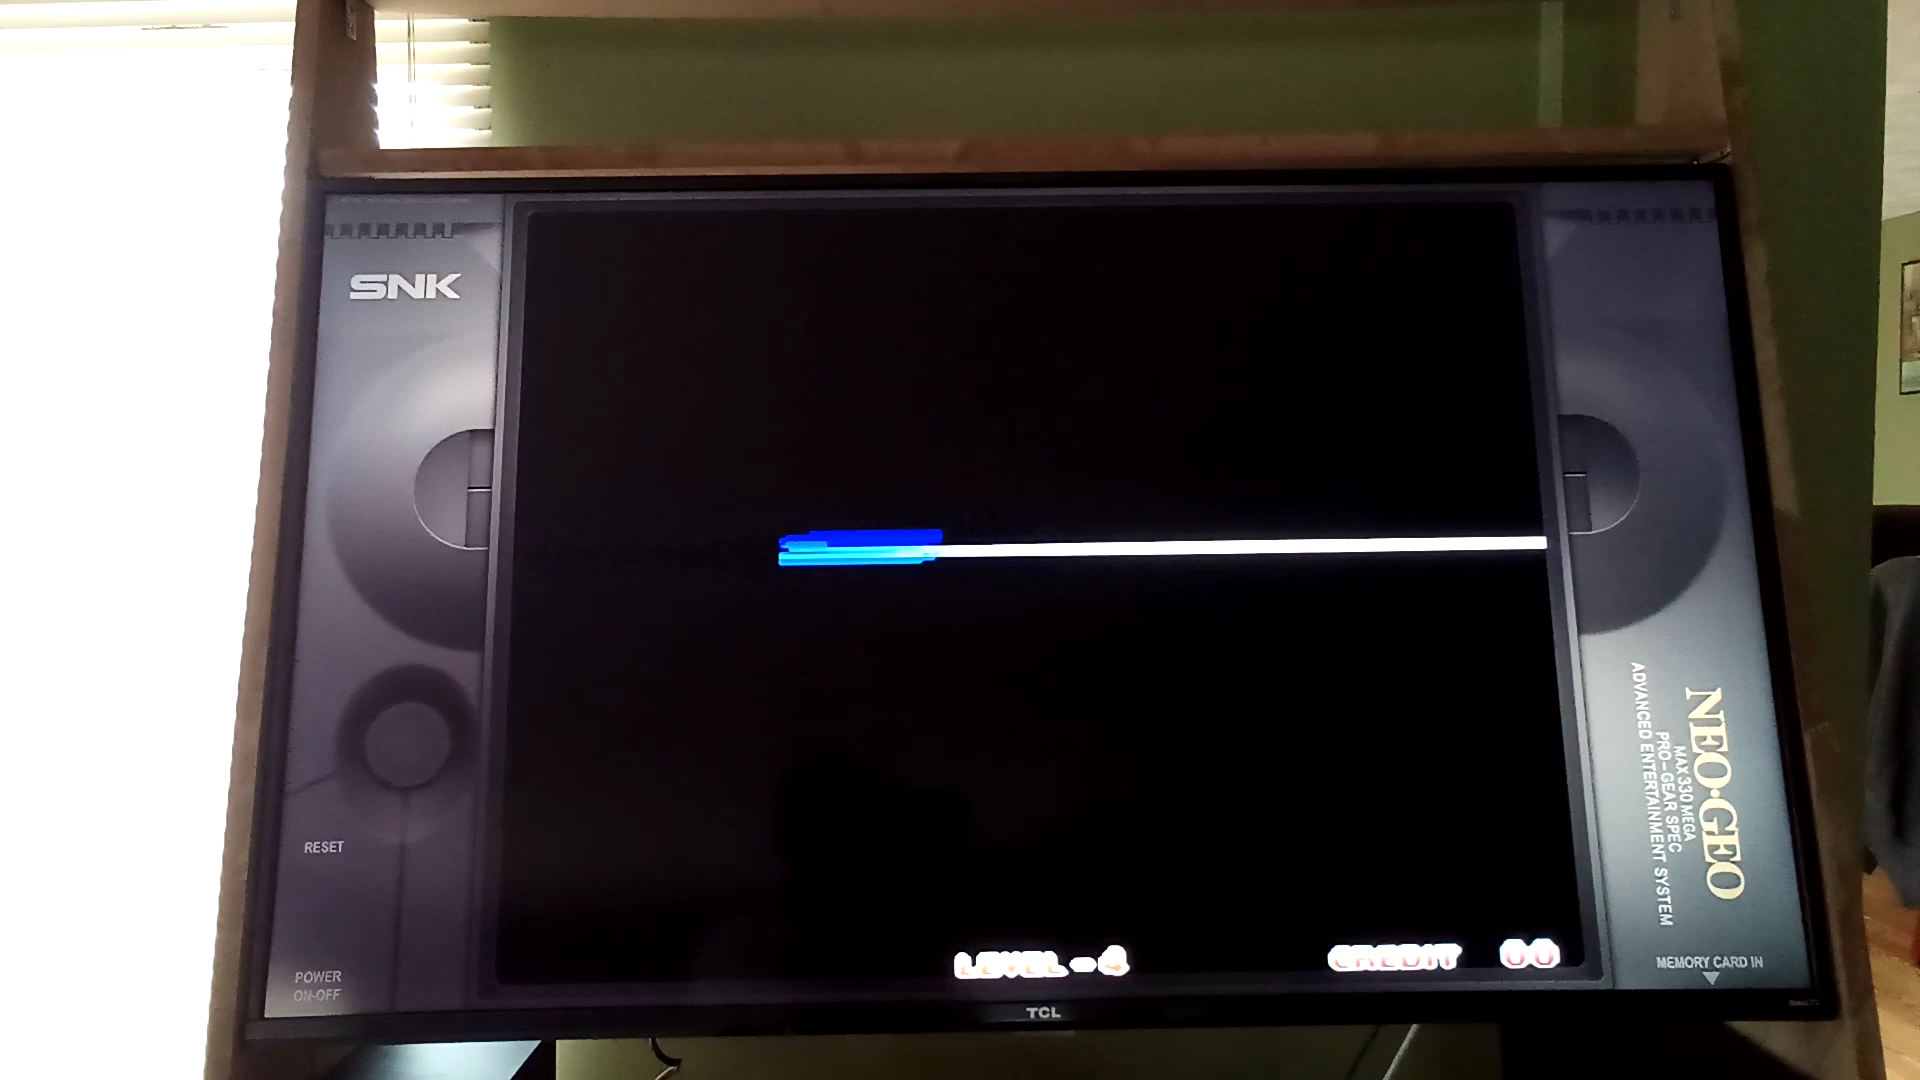 SNK
RESET
POWER
ON-OFF
NEO·GEO
MAX 330 MEGA
PRO-GEAR SPEC
ADVANCED ENTERTAINMENT SYSTEM
MEMORY CARD IN
LEVEL-4
CREDIT 00
TCL